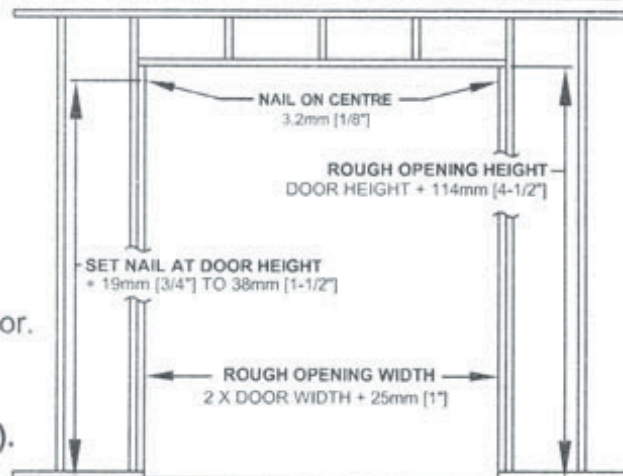 NAIL ON CENTRE
3.2mm [1/8"]
ROUGH OPENING HEIGHT
DOOR HEIGHT + 114mm [4-1/2"]
SET NAIL AT DOOR HEIGHT
+ 19mm [3/4"] TO 38mm [1-1/2"]
or.
ROUGH OPENING WIDTH
2 X DOOR WIDTH + 25mm [1"]
).